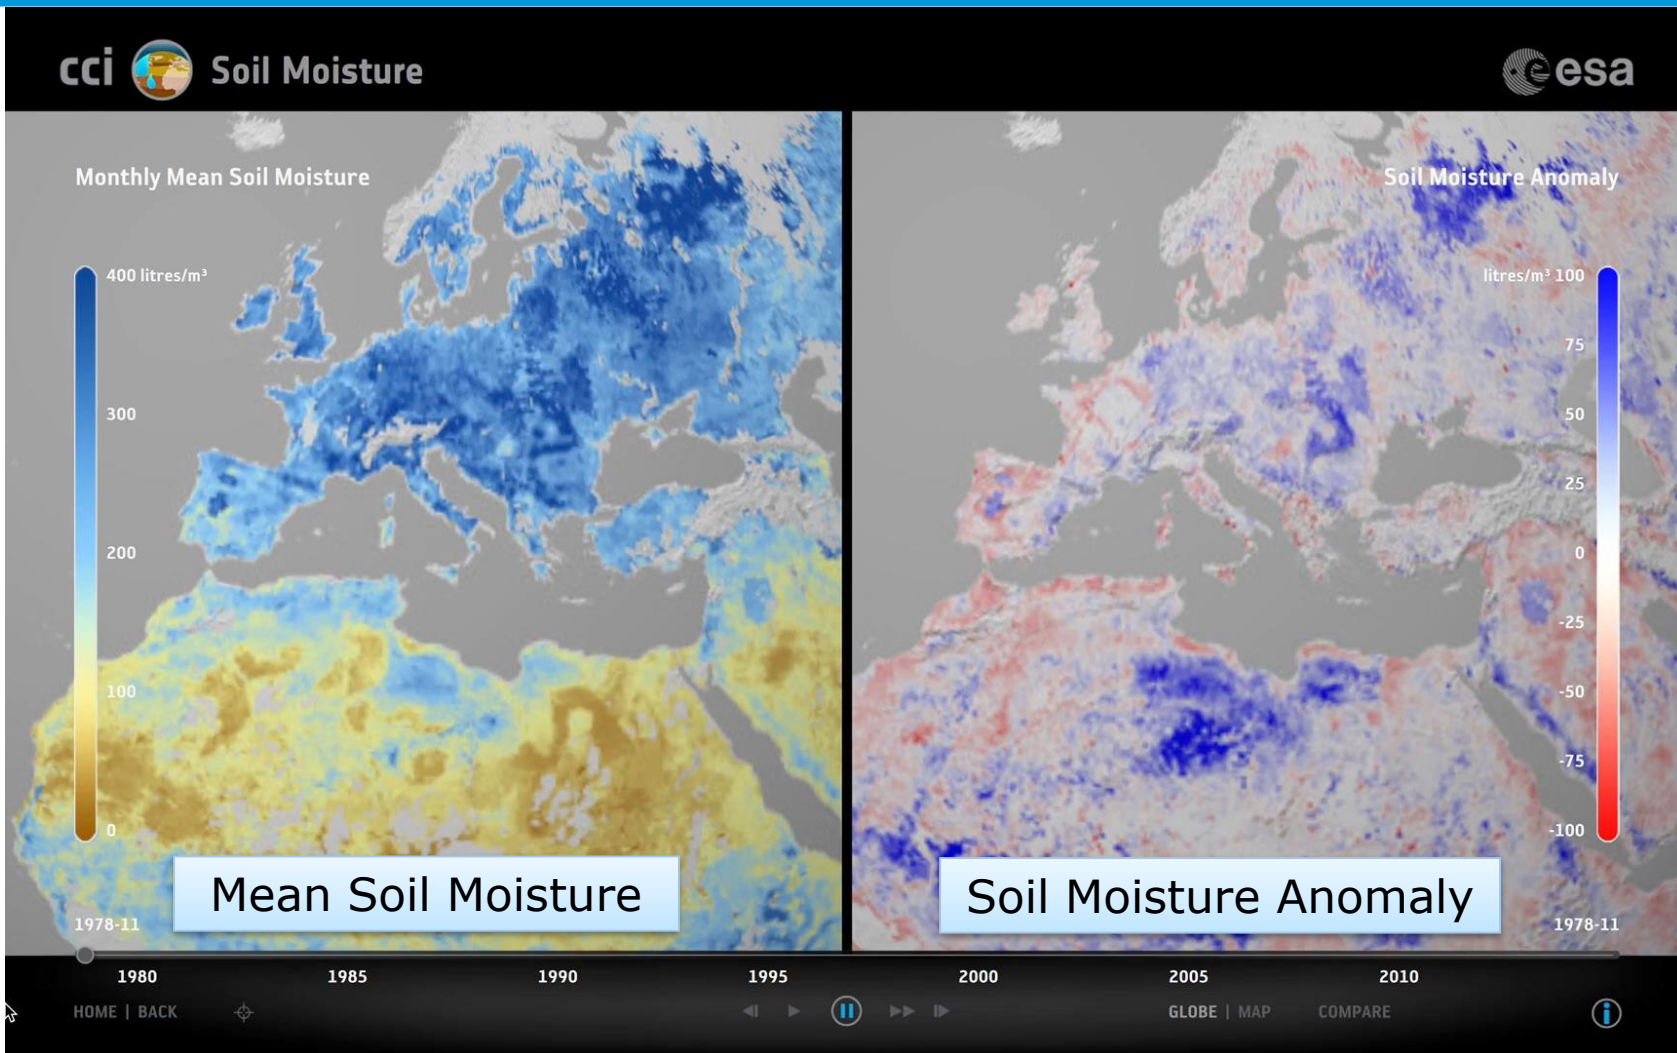 cci Soil Moisture
esa
Monthly Mean Soil Moisture
400 litres/m³
300
200
100
0
Mean Soil Moisture
1978-11
Soil Moisture Anomaly
litres/m³ 100
75
50
25
0
-25
-50
-75
-100
Soil Moisture Anomaly
1978-11
1980 1985 1990 1995 2000 2005 2010
HOME | BACK
GLOBE | MAP COMPARE
i